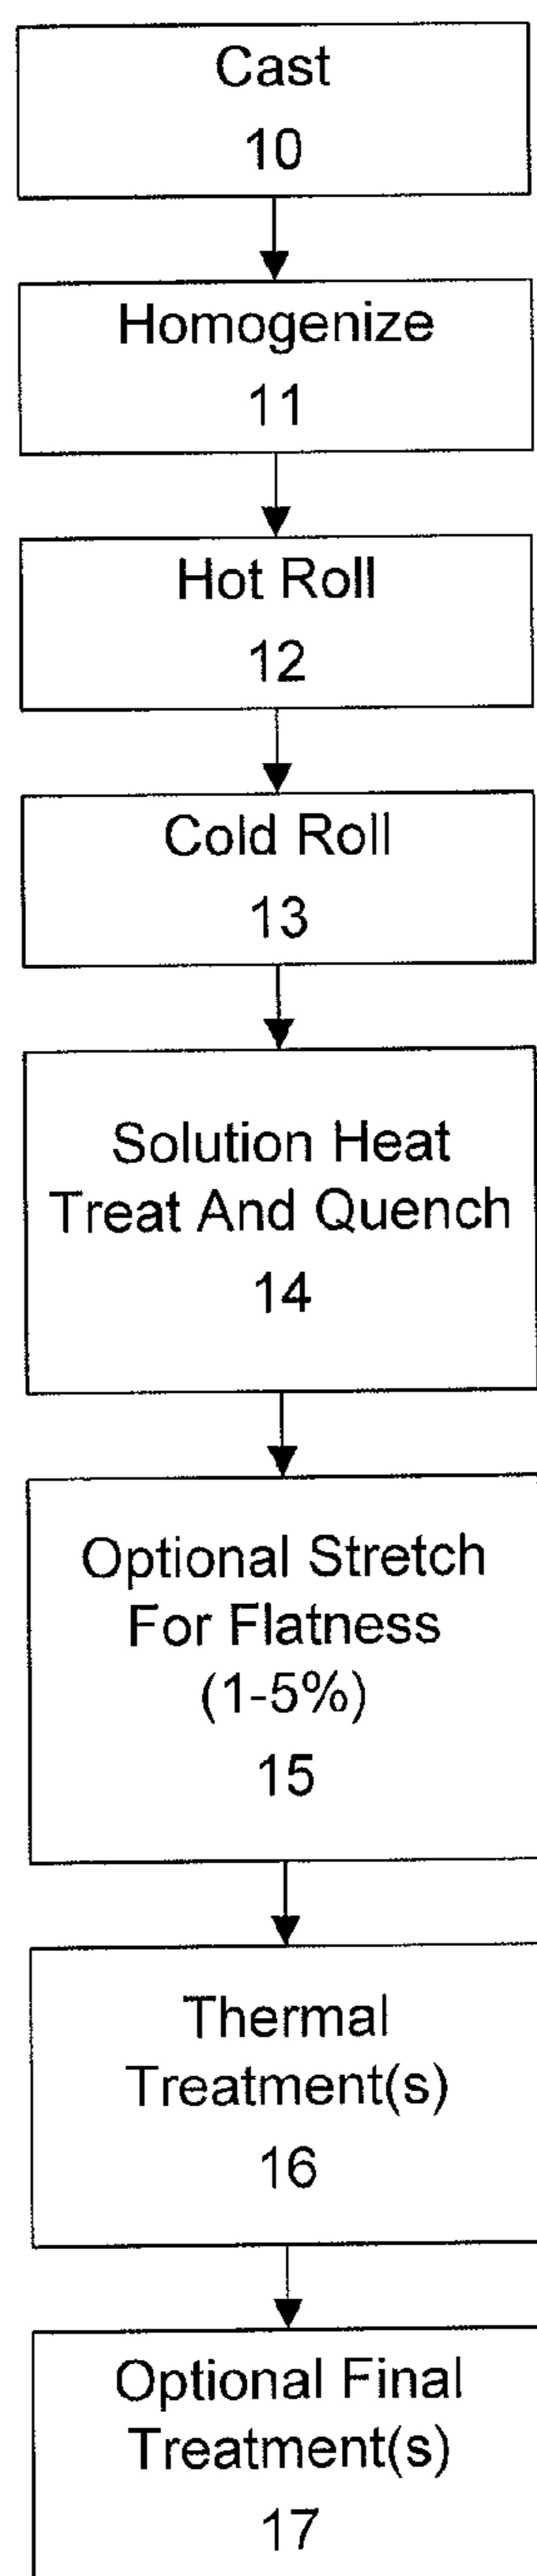 Cast
10
Homogenize
11
Hot Roll
12
Cold Roll
13
Solution Heat
Treat And Quench
14
Optional Stretch
For Flatness
(1-5%)
15
Thermal
Treatment(s)
16
Optional Final
Treatment(s)
17